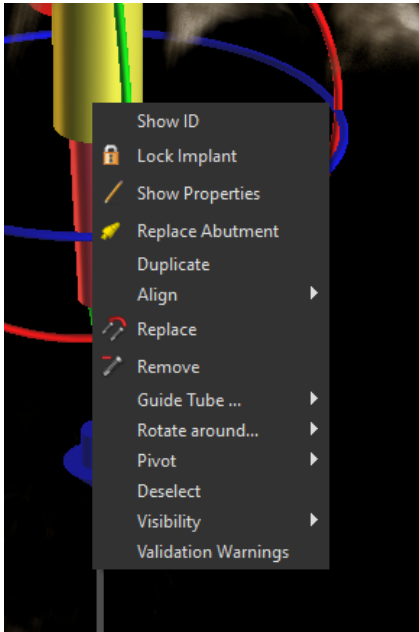 Show ID
Lock Implant
Show Properties
Replace Abutment
Duplicate
Align
Replace
Remove
Guide Tube ...
Rotate around...
Pivot
Deselect
Visibility
Validation Warnings